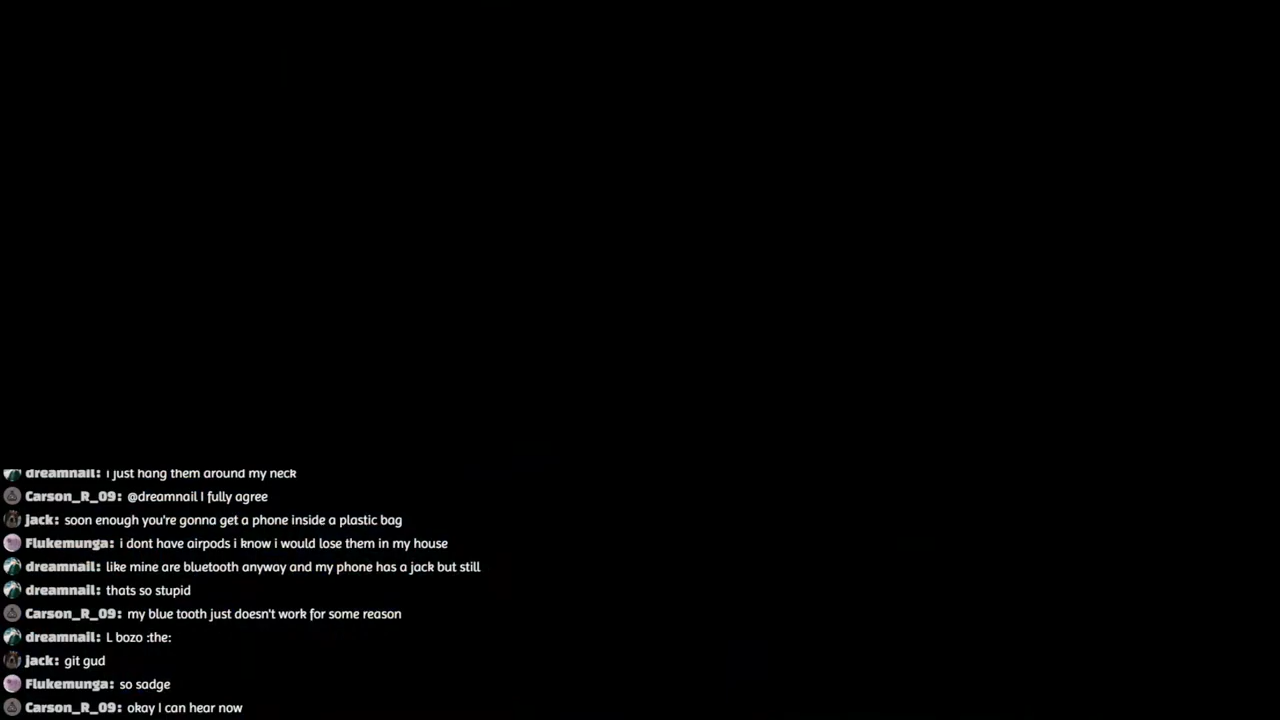 dreamnail: i just hang them around my neck
Carson_R_09: @dreamnail I fully agree
jack: soon enough you're gonna get a phone inside a plastic bag
Flukemunga: i dont have airpods i know i would lose them in my house
dreamnail: like mine are bluetooth anyway and my phone has a jack but still
dreamnail: thats so stupid
Carson_R_09: my blue tooth just doesn't work for some reason
dreamnail: L bozo :the:
jack: git gud
Flukemunga: so sadge
Carson_R_09: okay I can hear now